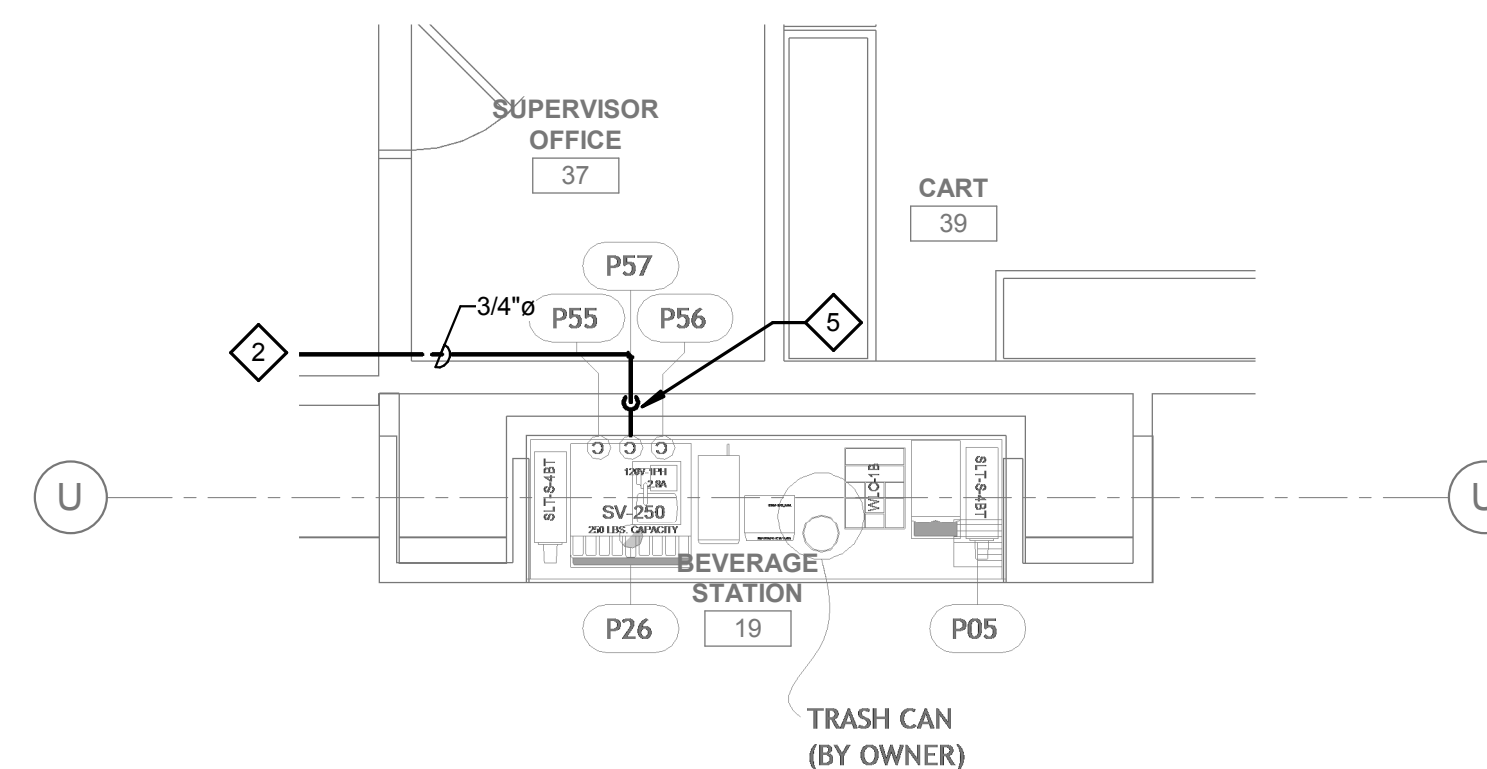 SUPERVISOR
OFFICE
37
CART
39
P57
3/4"ø
P55
P56
5
2
U
SLT-S-4BT
120V-1PH
2.8A
SV-250
250 LBS. CAPACITY
WLC-1B
SLT-S-4BT
U
BEVERAGE
STATION
19
P26
P05
TRASH CAN
(BY OWNER)